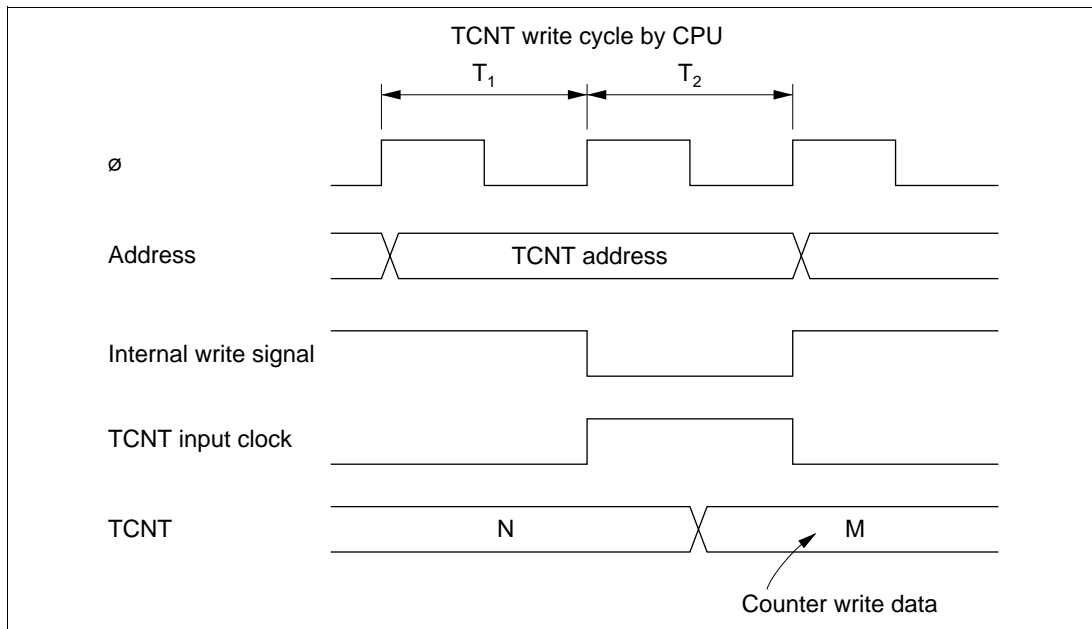 TCNT write cycle by CPU
T₁ T₂
ø
Address TCNT address
Internal write signal
TCNT input clock
TCNT N M
Counter write data